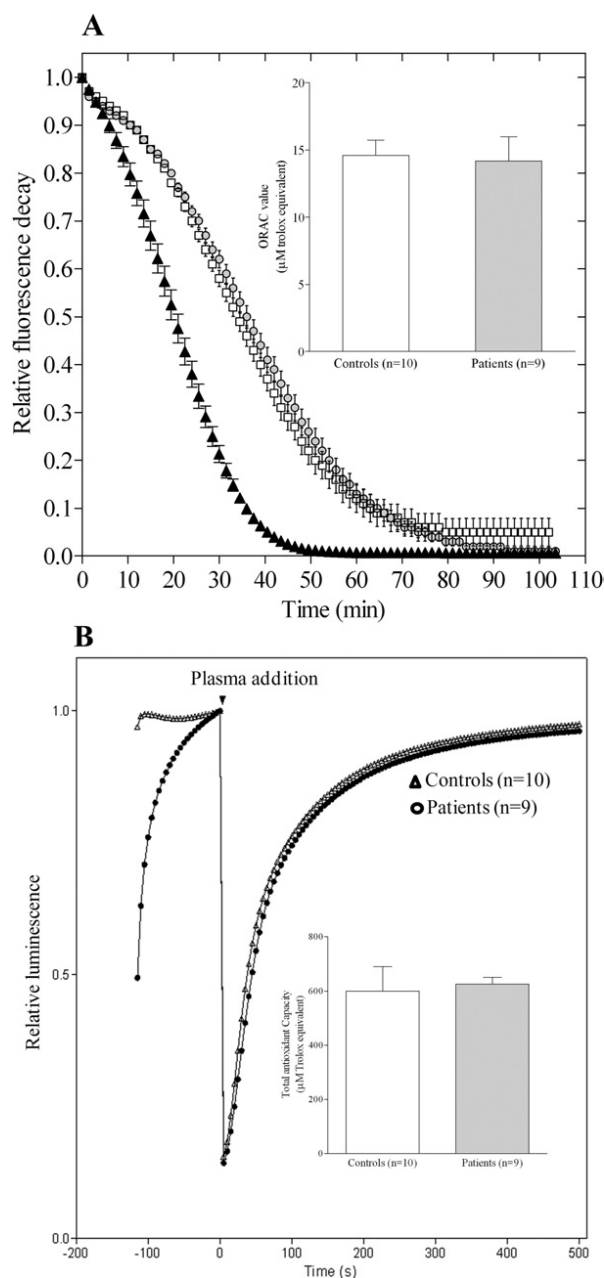 A
1.0
0.9
0.8
0.7
0.6
0.5
0.4
0.3
0.2
0.1
0.0
Relative fluorescence decay
0 10 20 30 40 50 60 70 80 90 100 110
Time (min)
20
15
10
5
0
ORAC value
(µM trolox equivalent)
Controls (n=10) Patients (n=9)
B
Plasma addition
1.0
0.5
0.0
Relative luminescence
-200 -100 0 100 200 300 400 500
Time (s)
Controls (n=10)
Patients (n=9)
800
600
400
200
0
Total antioxidant Capacity
(µM Trolox equivalent)
Controls (n=10) Patients (n=9)